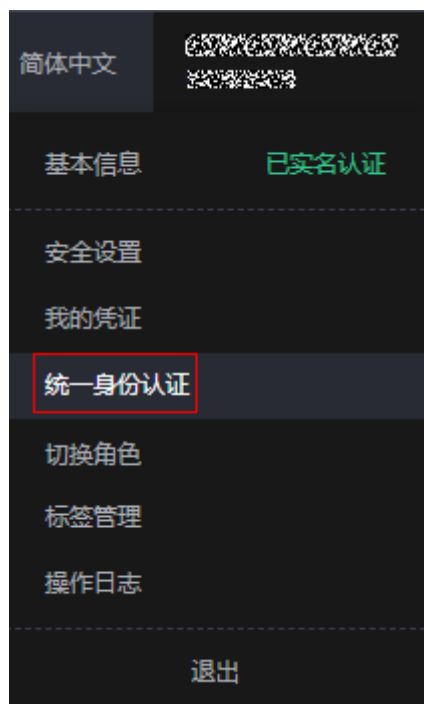 简体中文
基本信息 已实名认证
安全设置
我的凭证
统一身份认证
切换角色
标签管理
操作日志
退出